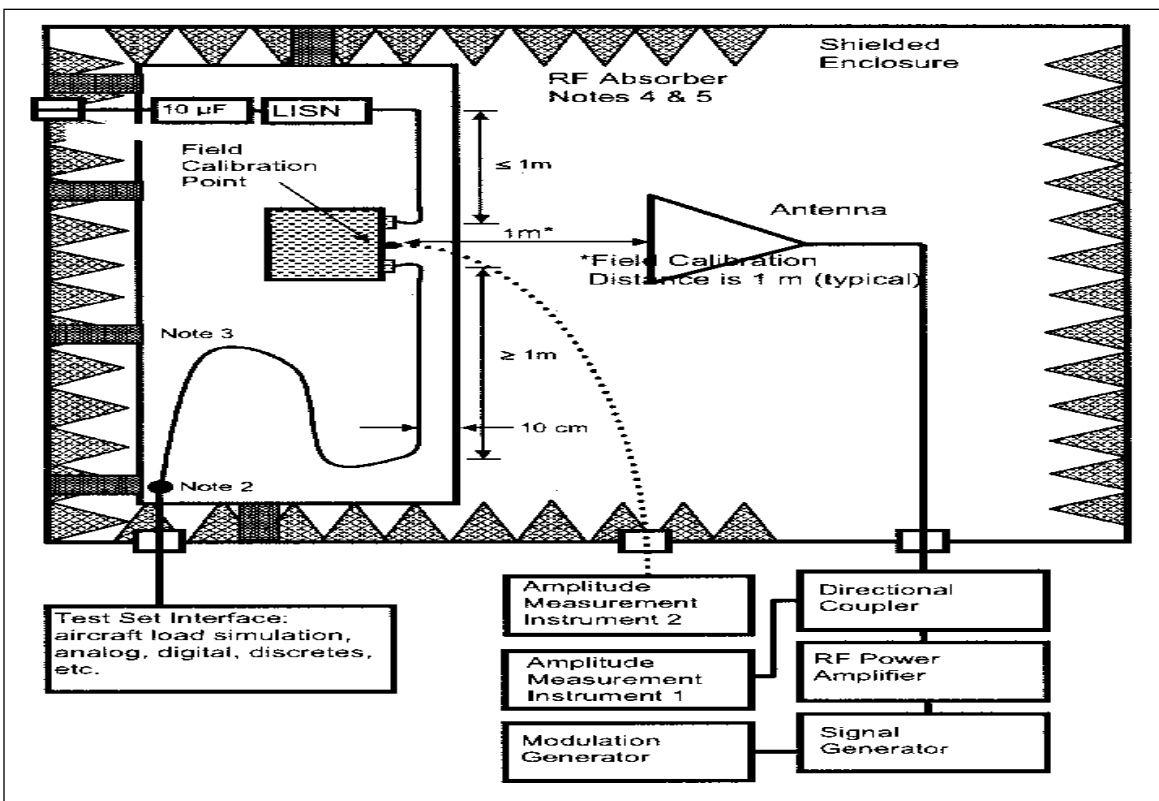 Shielded
Enclosure
RF Absorber
Notes 4 & 5
10 µF
LISN
Field
Calibration
Point
≤ 1m
1m*
Antenna
*Field Calibration
Distance is 1 m (typical)
Note 3
≥ 1m
10 cm
Note 2
Test Set Interface:
aircraft load simulation,
analog, digital, discretes,
etc.
Amplitude
Measurement
Instrument 2
Directional
Coupler
Amplitude
Measurement
Instrument 1
RF Power
Amplifier
Modulation
Generator
Signal
Generator